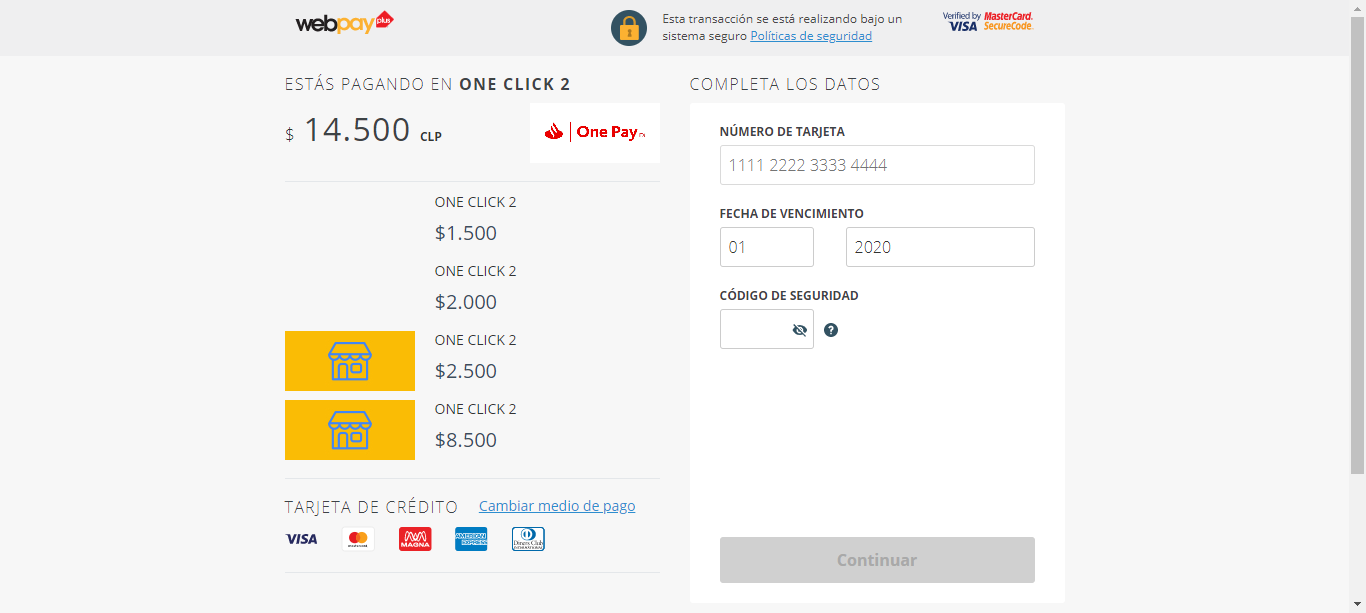 webpay plus
Esta transacción se está realizando bajo un
sistema seguro Políticas de seguridad
Verified by VISA
MasterCard. SecureCode.
ESTÁS PAGANDO EN ONE CLICK 2
$ 14.500 CLP
One Pay
ONE CLICK 2
$1.500
ONE CLICK 2
$2.000
ONE CLICK 2
$2.500
ONE CLICK 2
$8.500
TARJETA DE CRÉDITO Cambiar medio de pago
VISA
MAGNA
AMERICAN EXPRESS
Diners Club
INTERNATIONAL
COMPLETA LOS DATOS
NÚMERO DE TARJETA
1111 2222 3333 4444
FECHA DE VENCIMIENTO
01 2020
CÓDIGO DE SEGURIDAD
?
Continuar